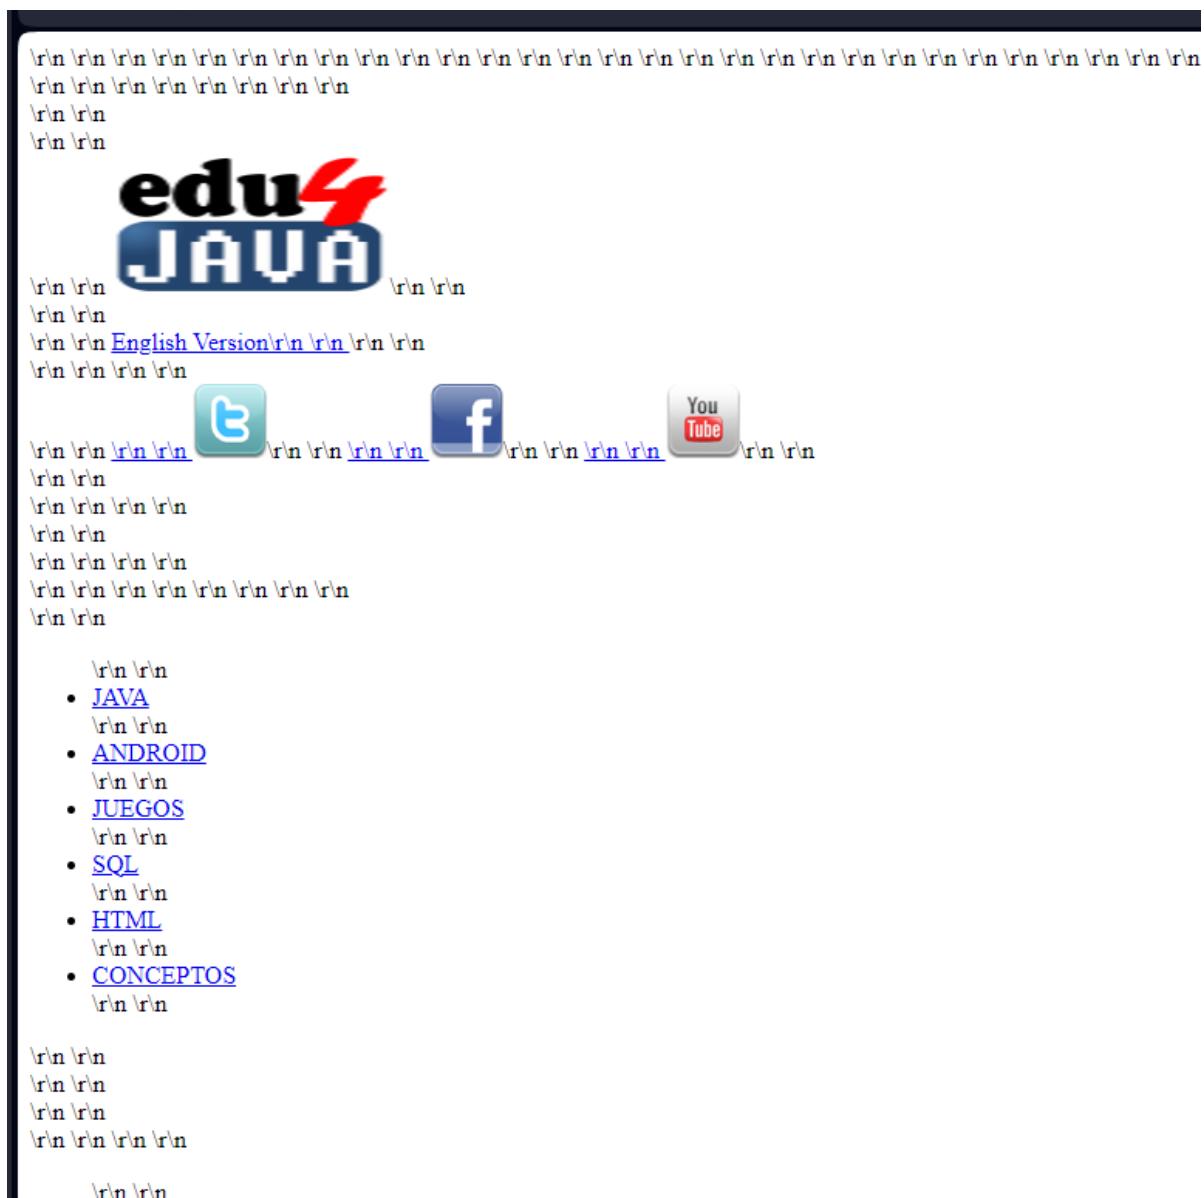 \r\n \r\n \r\n \r\n \r\n \r\n \r\n \r\n \r\n \r\n \r\n \r\n \r\n \r\n \r\n \r\n \r\n \r\n \r\n \r\n \r\n \r\n \r\n \r\n \r\n \r\n \r\n \r\n \r\n
\r\n \r\n \r\n \r\n \r\n \r\n \r\n \r\n
\r\n \r\n
\r\n \r\n
edu4
JAVA
\r\n \r\n \r\n \r\n
\r\n \r\n
\r\n \r\n English Version\r\n \r\n \r\n \r\n
\r\n \r\n \r\n \r\n
You
Tube
\r\n \r\n \r\n \r\n t\r\n \r\n \r\n \r\n f\r\n \r\n \r\n \r\n \r\n \r\n
\r\n \r\n
\r\n \r\n \r\n \r\n
\r\n \r\n
\r\n \r\n \r\n \r\n
\r\n \r\n \r\n \r\n \r\n \r\n \r\n \r\n
\r\n \r\n
\r\n \r\n
JAVA
\r\n \r\n
ANDROID
\r\n \r\n
JUEGOS
\r\n \r\n
SQL
\r\n \r\n
HTML
\r\n \r\n
CONCEPTOS
\r\n \r\n
\r\n \r\n
\r\n \r\n
\r\n \r\n
\r\n \r\n \r\n \r\n
\r\n \r\n